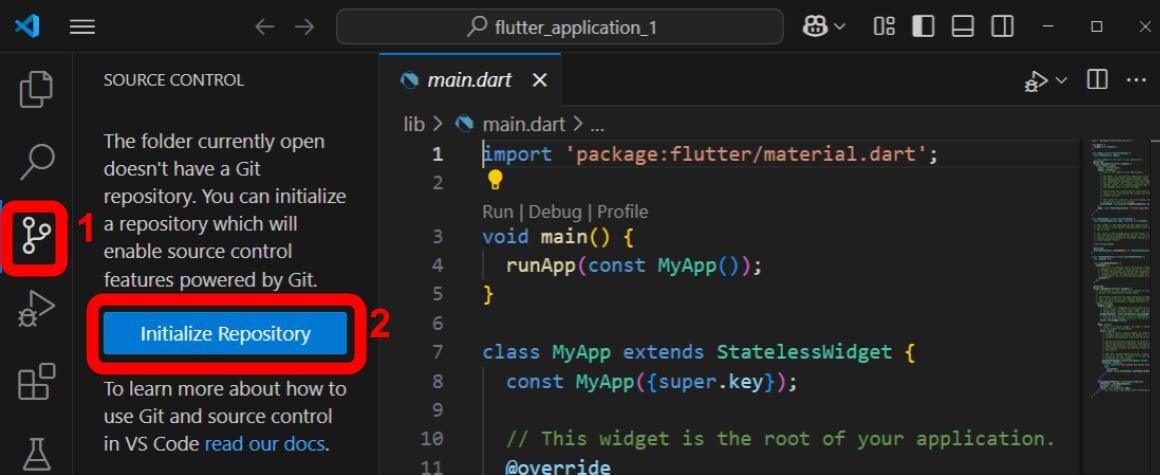 flutter_application_1
SOURCE CONTROL
The folder currently open
doesn't have a Git
repository. You can initialize
a repository which will
enable source control
features powered by Git.
1
Initialize Repository
2
To learn more about how to
use Git and source control
in VS Code read our docs.
main.dart
lib > main.dart > ...
1 import 'package:flutter/material.dart';
2
Run | Debug | Profile
3 void main() {
4 runApp(const MyApp());
5 }
6
7 class MyApp extends StatelessWidget {
8 const MyApp({super.key});
9
10 // This widget is the root of your application.
11 @override